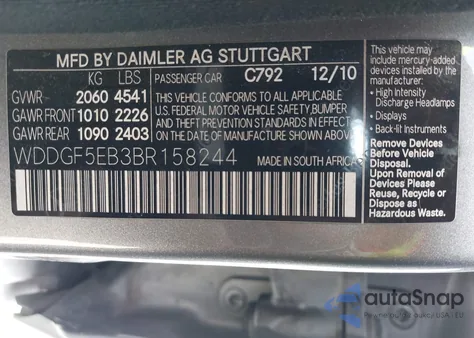 MFD BY DAIMLER AG STUTTGART
KG LBS PASSENGER CAR C792 12/10
GVWR 2060 4541
GAWR FRONT 1010 2226
GAWR REAR 1090 2403
THIS VEHICLE CONFORMS TO ALL APPLICABLE
U.S. FEDERAL MOTOR VEHICLE SAFETY, BUMPER
AND THEFT PREVENTION STANDARDS IN EFFECT
ON THE DATE OF MANUFACTURE SHOWN ABOVE.
WDDGF5EB3BR158244
MADE IN GERMANY
This vehicle may
include mercury-added
devices installed by the
manufacturer:
• High Intensity
Discharge Headlamps
• Displays
• Back-lit Instruments
Remove Devices
Before Vehicle
Disposal.
Upon Removal
of Devices Please
Reuse, Recycle or
Dispose as
Hazardous Waste.
autoSnap